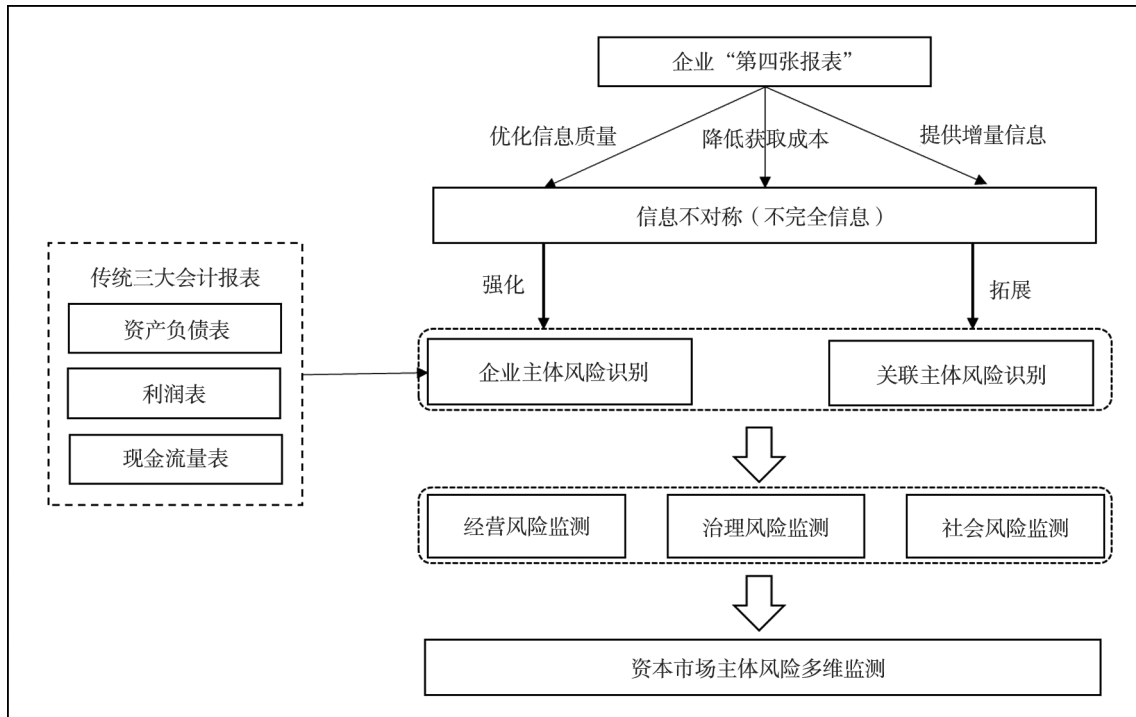 企业“第四张报表”
优化信息质量
降低获取成本
提供增量信息
信息不对称（不完全信息）
强化
拓展
传统三大会计报表
资产负债表
利润表
现金流量表
企业主体风险识别
关联主体风险识别
经营风险监测
治理风险监测
社会风险监测
资本市场主体风险多维监测